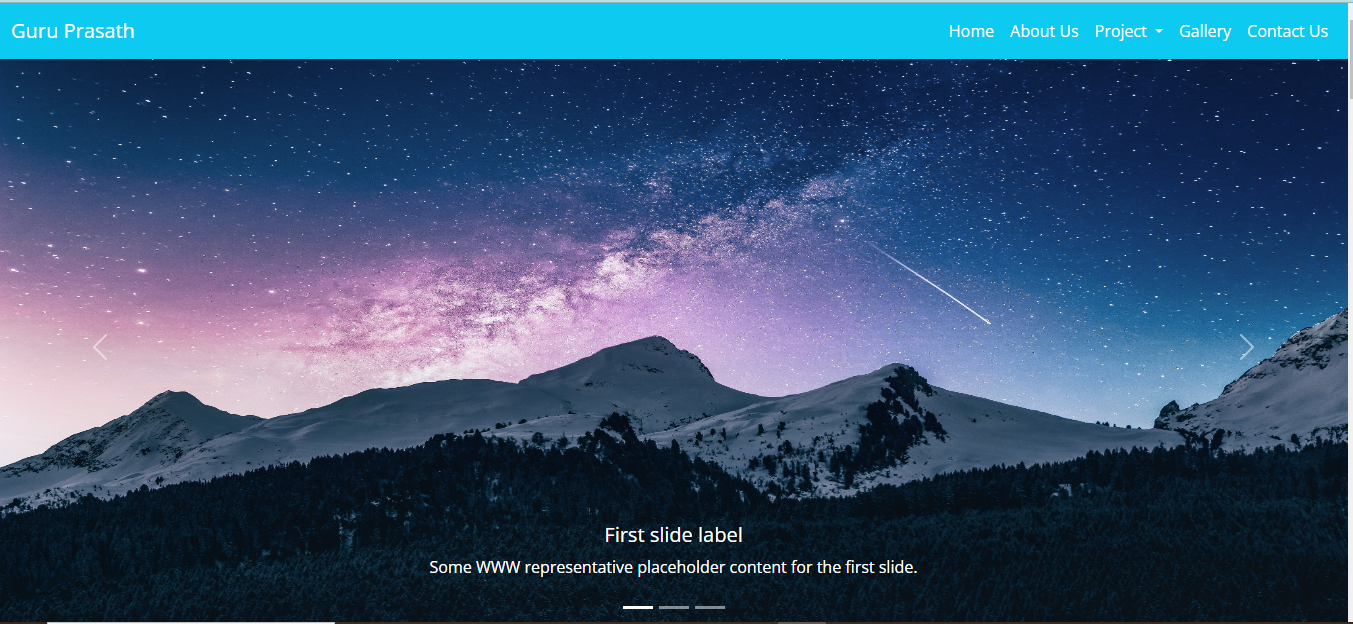 Guru Prasath
Home About Us Project Gallery Contact Us
First slide label
Some WWW representative placeholder content for the first slide.